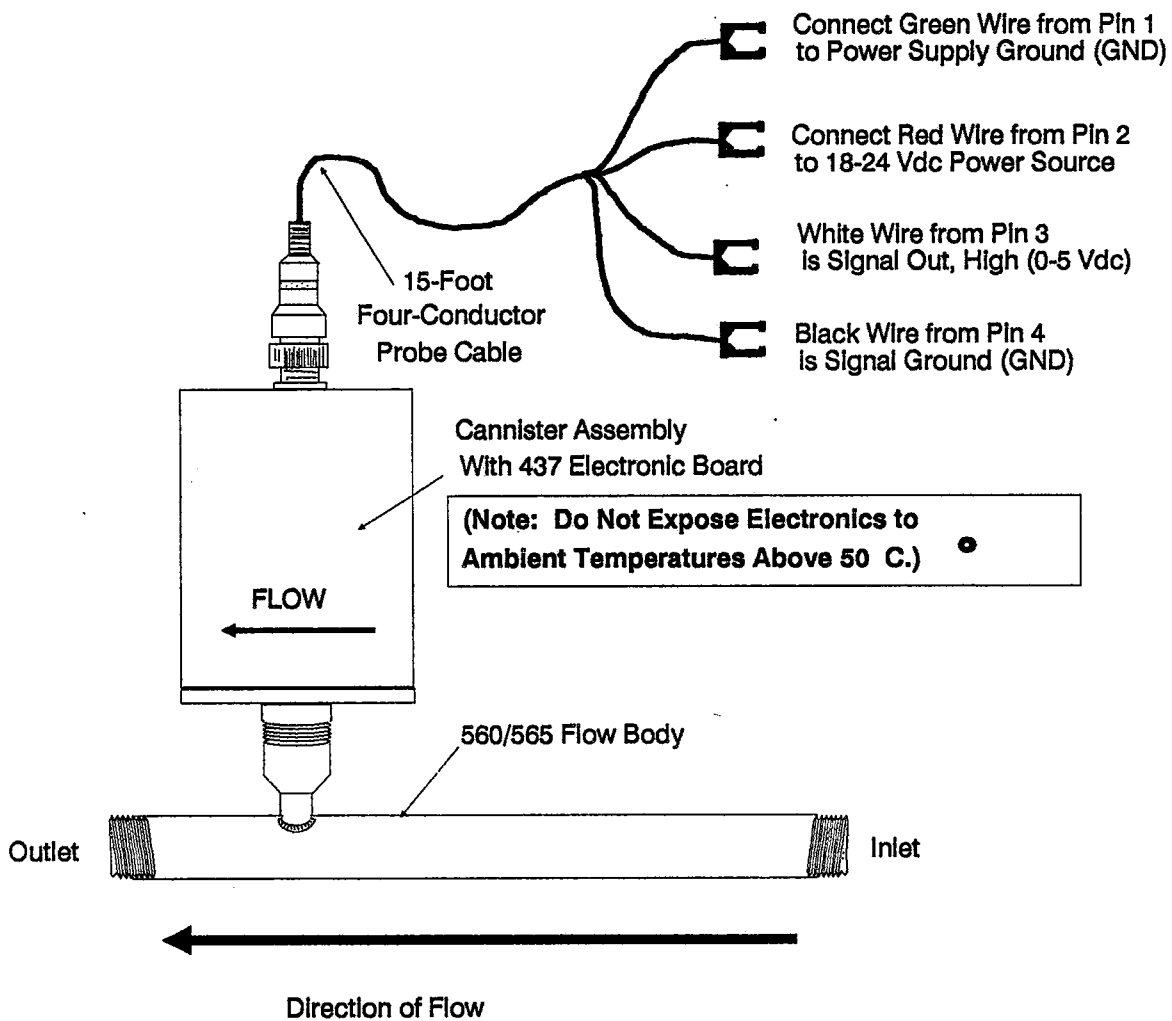 Connect Green Wire from Pin 1
to Power Supply Ground (GND)
Connect Red Wire from Pin 2
to 18-24 Vdc Power Source
White Wire from Pin 3
is Signal Out, High (0-5 Vdc)
Black Wire from Pin 4
is Signal Ground (GND)
15-Foot
Four-Conductor
Probe Cable
Cannister Assembly
With 437 Electronic Board
(Note: Do Not Expose Electronics to
Ambient Temperatures Above 50 C.)
FLOW
560/565 Flow Body
Outlet
Inlet
Direction of Flow